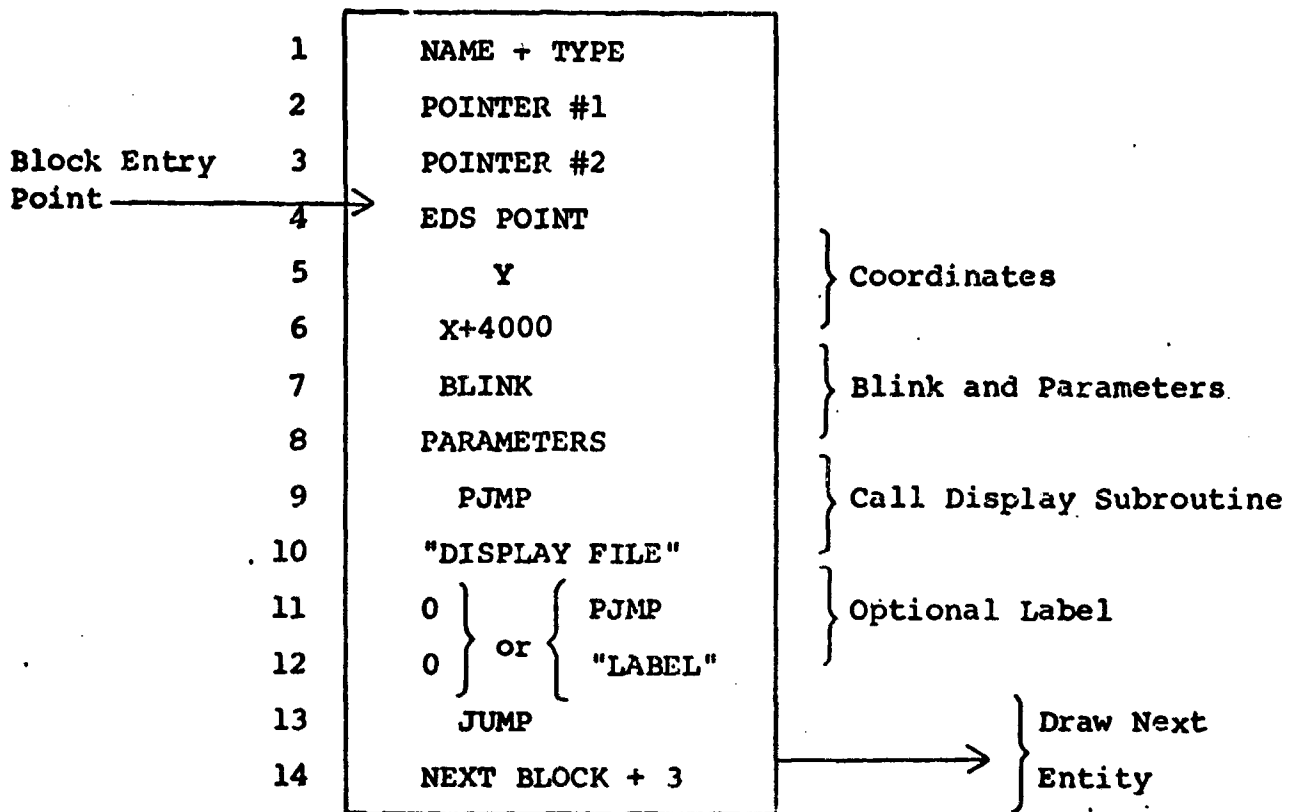 1 NAME + TYPE
2 POINTER #1
Block Entry 3 POINTER #2
Point
4 EDS POINT
5 Y Coordinates
6 X+4000
7 BLINK Blink and Parameters
8 PARAMETERS
9 PJMP Call Display Subroutine
10 "DISPLAY FILE"
11 0 PJMP Optional Label
or
12 0 "LABEL"
13 JUMP Draw Next
14 NEXT BLOCK + 3 Entity